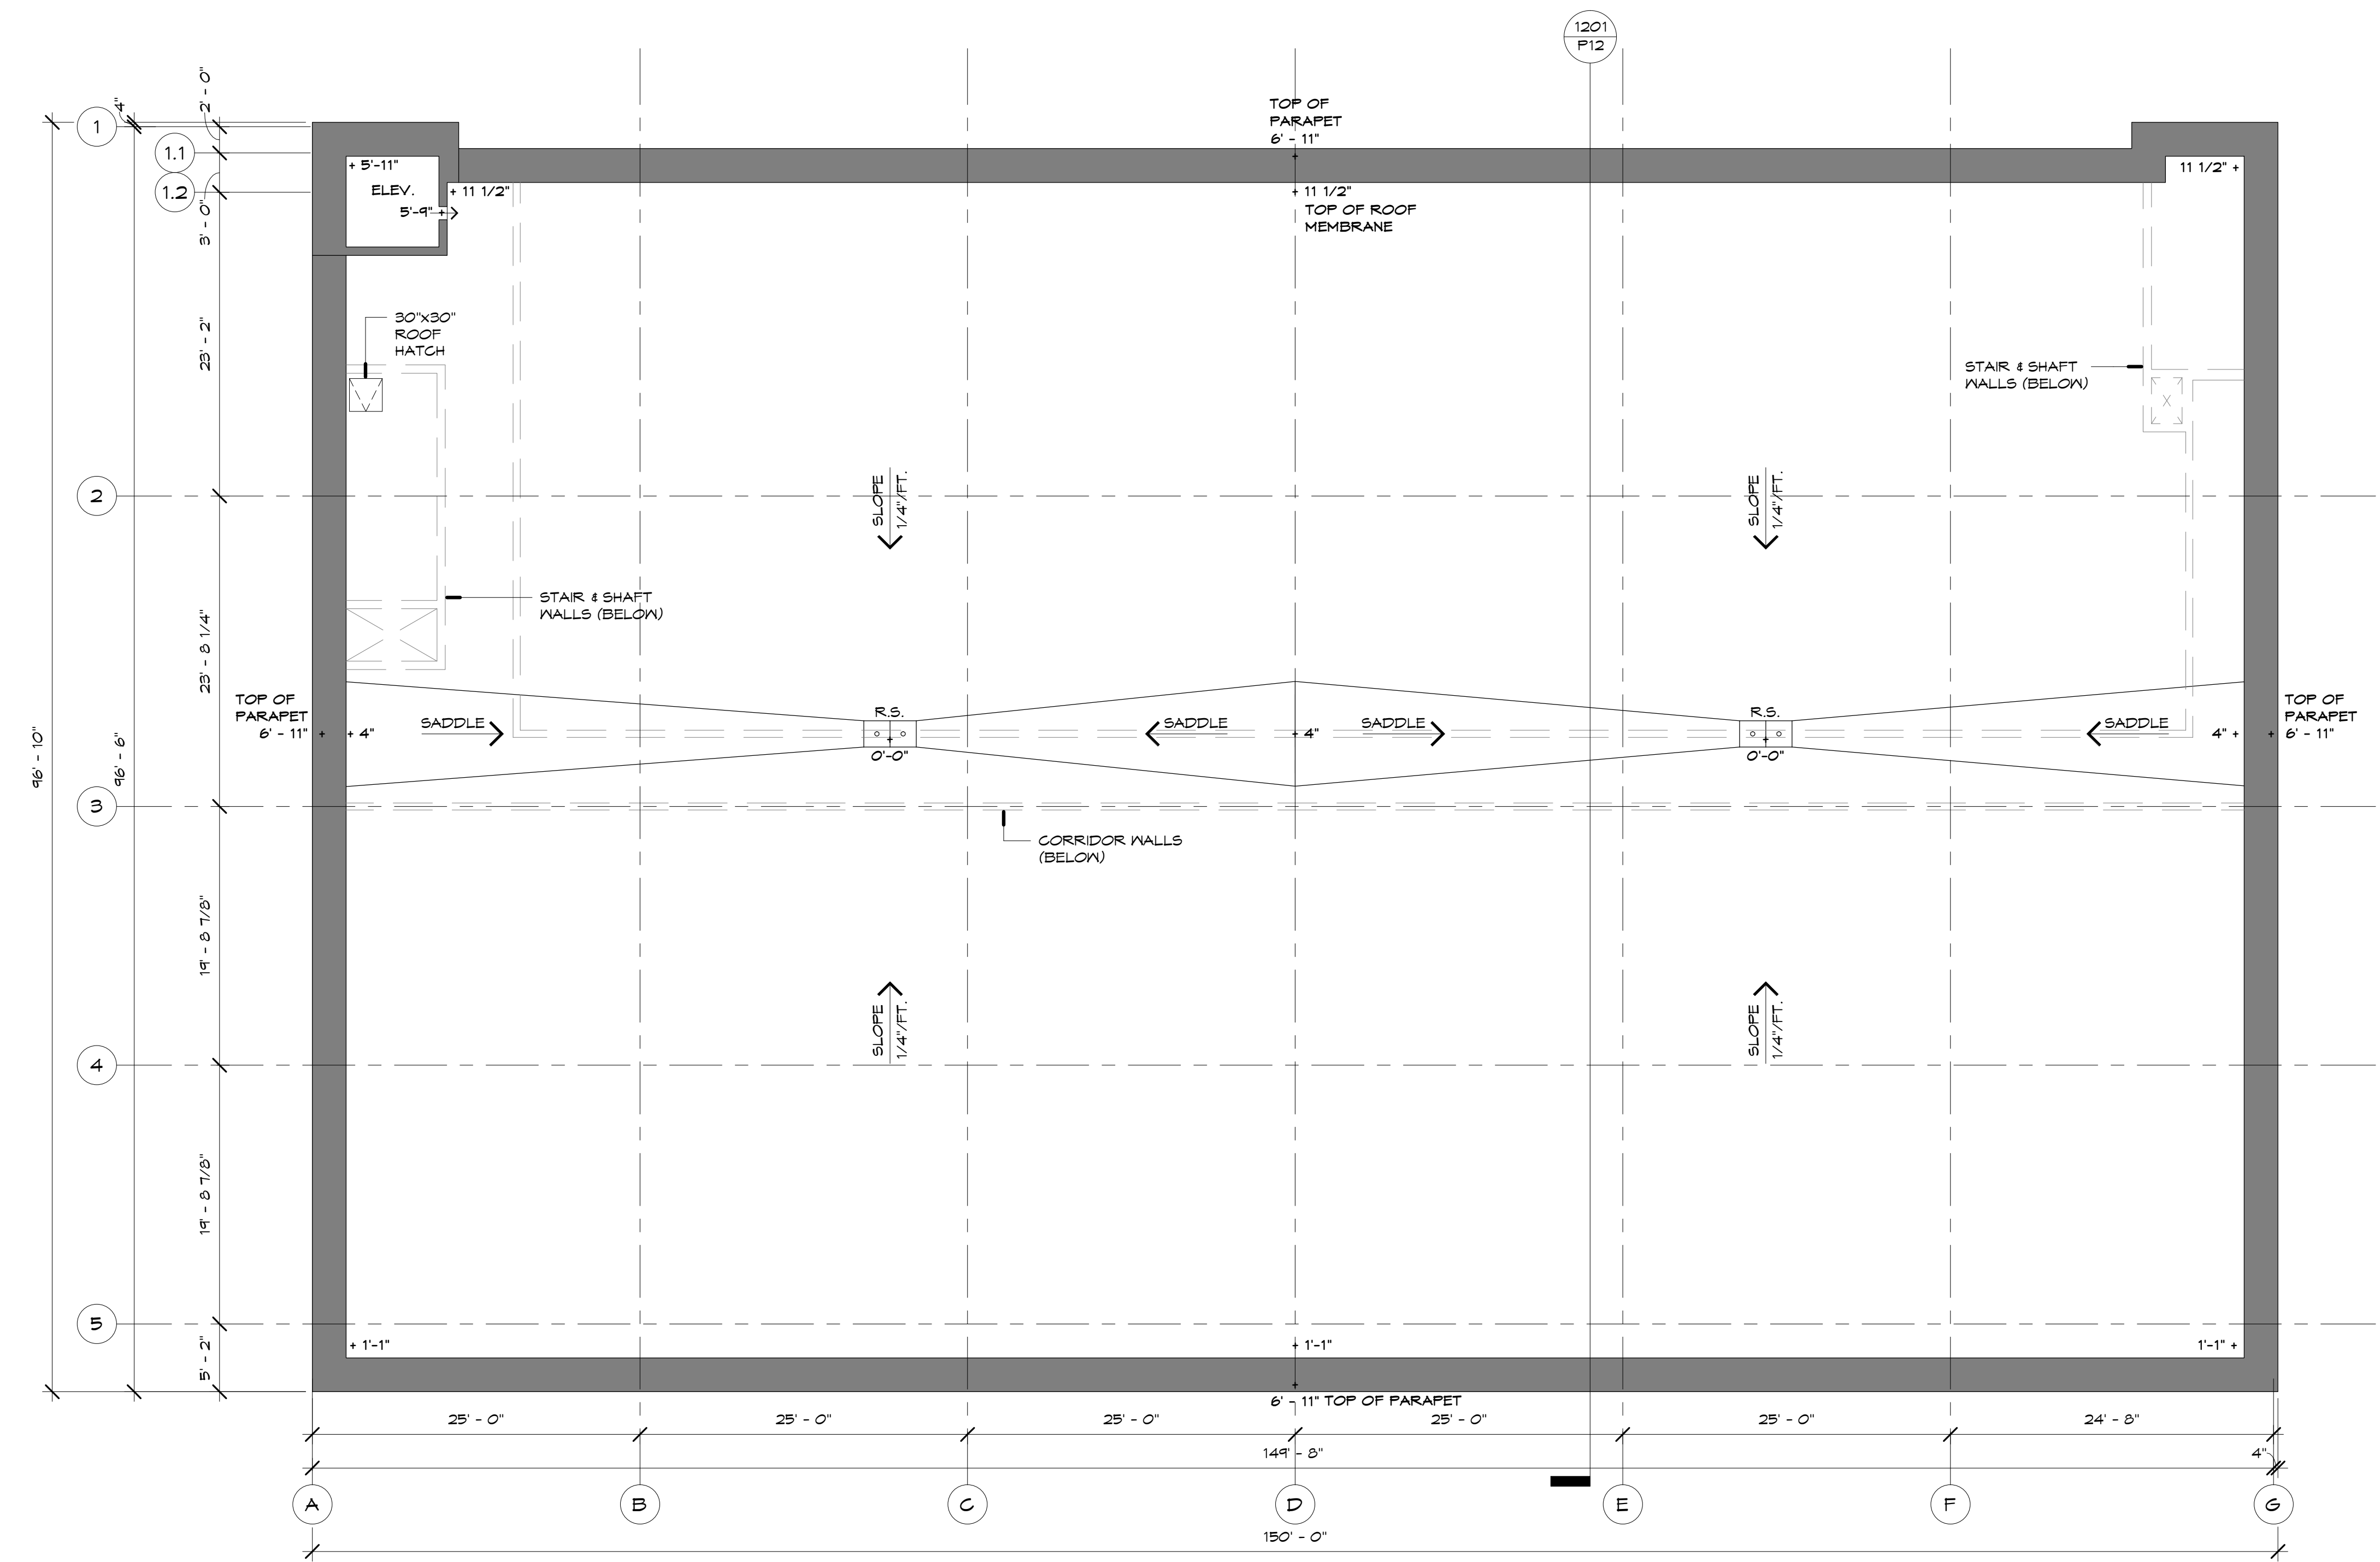 1201
P12
4"
2' - 0"
1
TOP OF
PARAPET
6' - 11"
1.1
+ 5'-11"
11 1/2" +
1.2
ELEV.
+ 11 1/2"
+ 11 1/2"
5'-9" +
TOP OF ROOF
MEMBRANE
3' - 0"
30"x30"
ROOF
HATCH
23' - 2"
STAIR & SHAFT
WALLS (BELOW)
2
SLOPE
1/4"/FT.
SLOPE
1/4"/FT.
STAIR & SHAFT
WALLS (BELOW)
23' - 8 1/4"
TOP OF
PARAPET
6' - 11" +
+ 4"
SADDLE
R.S.
0'-0"
SADDLE
+ 4"
SADDLE
R.S.
0'-0"
SADDLE
4" +
TOP OF
PARAPET
+ 6' - 11"
96' - 10"
96' - 6"
3
CORRIDOR WALLS
(BELOW)
19' - 8 7/8"
SLOPE
1/4"/FT.
SLOPE
1/4"/FT.
4
19' - 8 7/8"
5
5' - 2"
+ 1'-1"
+ 1'-1"
1'-1" +
6' - 11" TOP OF PARAPET
25' - 0"
25' - 0"
25' - 0"
25' - 0"
25' - 0"
24' - 8"
149' - 8"
4"
A
B
C
D
E
F
G
150' - 0"